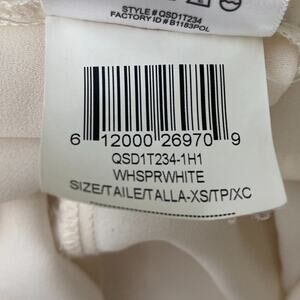 STYLE # QSD1T234
FACTORY ID # B1183POL
6 12000 26970 9
QSD1T234-1H1
WHSPRWHITE
SIZE/TAILE/TALLA-XS/TP/XC